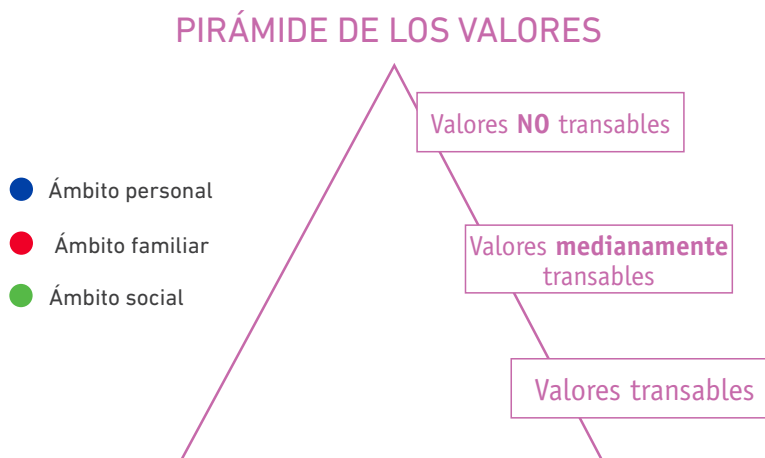 PIRÁMIDE DE LOS VALORES
Valores NO transables
Ámbito personal
Ámbito familiar
Valores medianamente
transables
Ámbito social
Valores transables